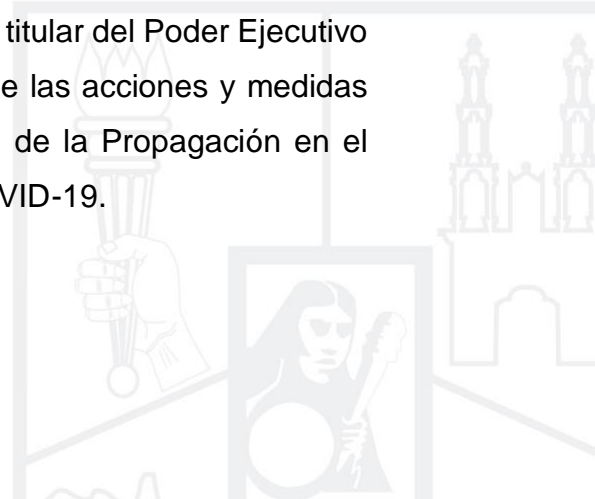 titular del Poder Ejecutivo
e las acciones y medidas
de la Propagación en el
VID-19.